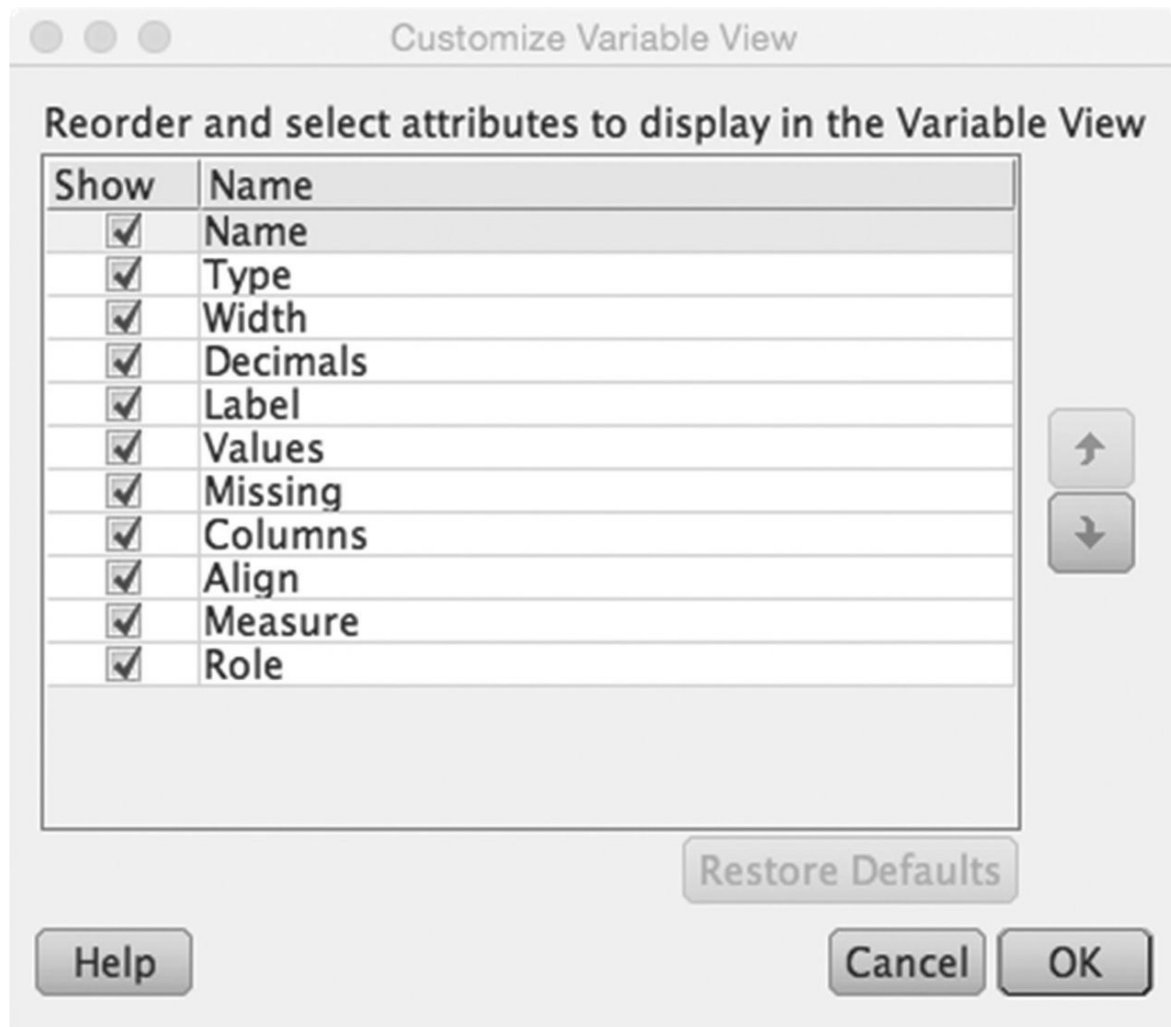 Customize Variable View
Reorder and select attributes to display in the Variable View
Show Name
Name
Type
Width
Decimals
Label
Values
Missing
Columns
Align
Measure
Role
Restore Defaults
Help Cancel OK